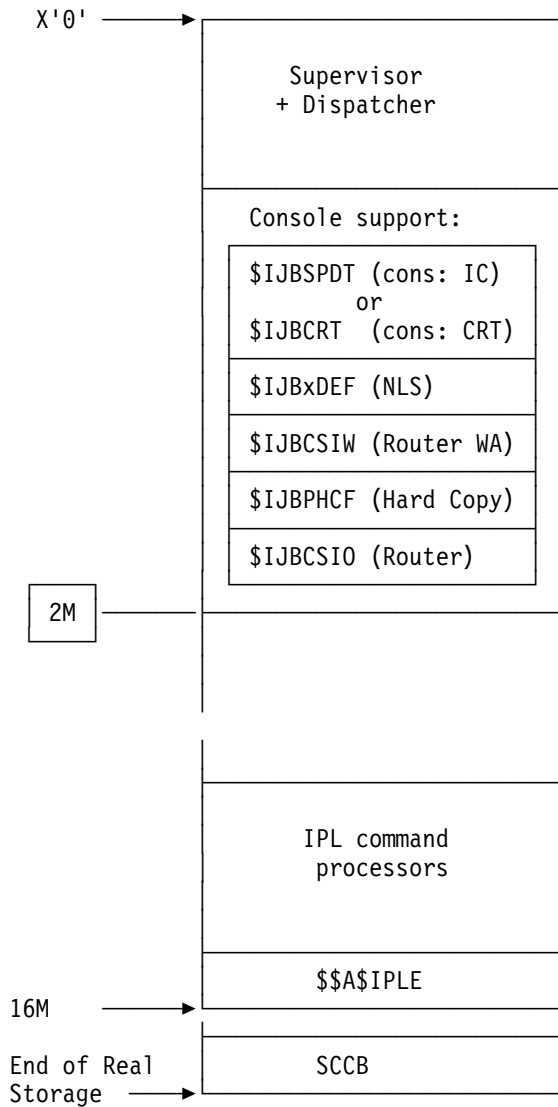 X'0'
Supervisor
+ Dispatcher
Console support:
$IJBSPDT (cons: IC)
or
$IJBCRT (cons: CRT)
$IJBxDEF (NLS)
$IJBCSIW (Router WA)
$IJBPHCF (Hard Copy)
$IJBCSIO (Router)
2M
IPL command
processors
$$A$IPLE
16M
SCCB
End of Real
Storage